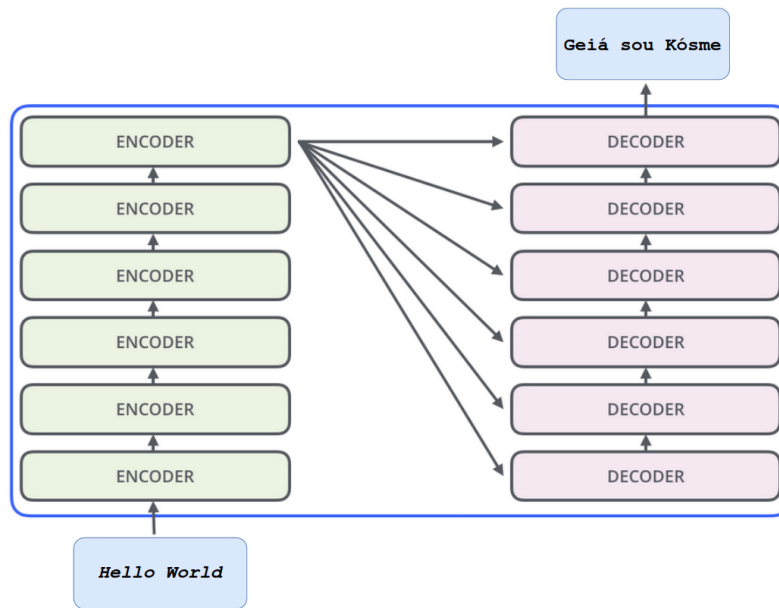 Geiá sou Kósme
ENCODER
ENCODER
ENCODER
ENCODER
ENCODER
ENCODER
DECODER
DECODER
DECODER
DECODER
DECODER
DECODER
Hello World